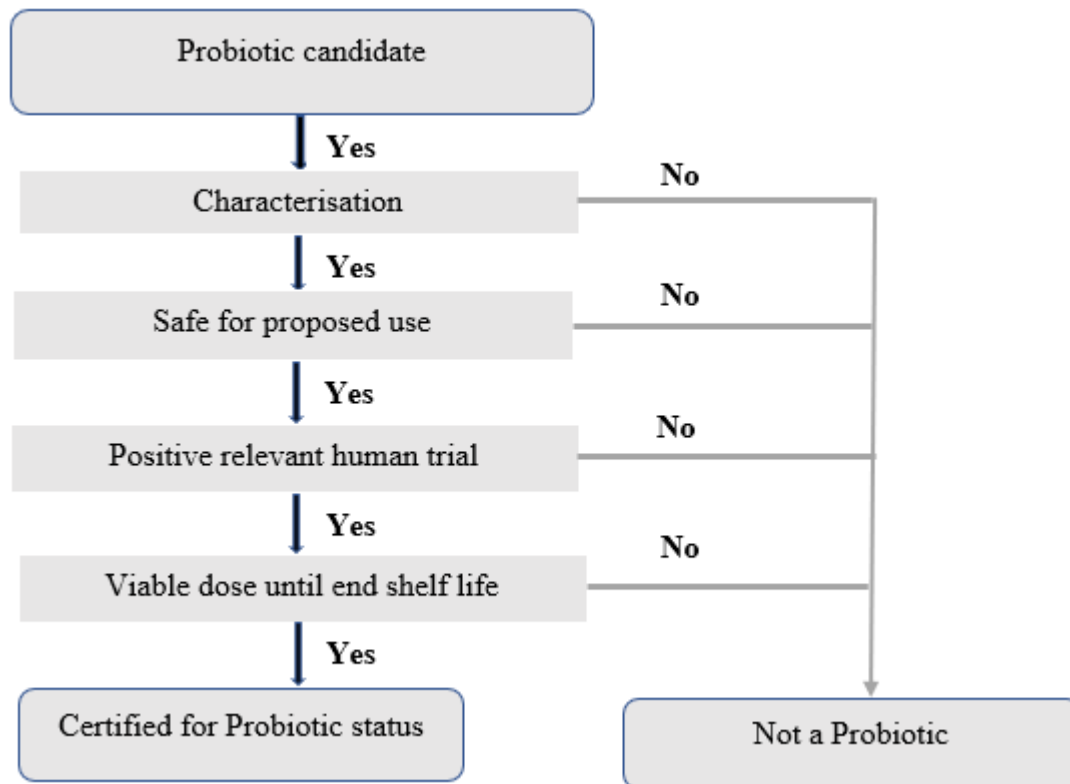 Probiotic candidate
Yes
Characterisation
No
Yes
Safe for proposed use
No
Yes
Positive relevant human trial
No
Yes
Viable dose until end shelf life
No
Yes
Certified for Probiotic status
Not a Probiotic